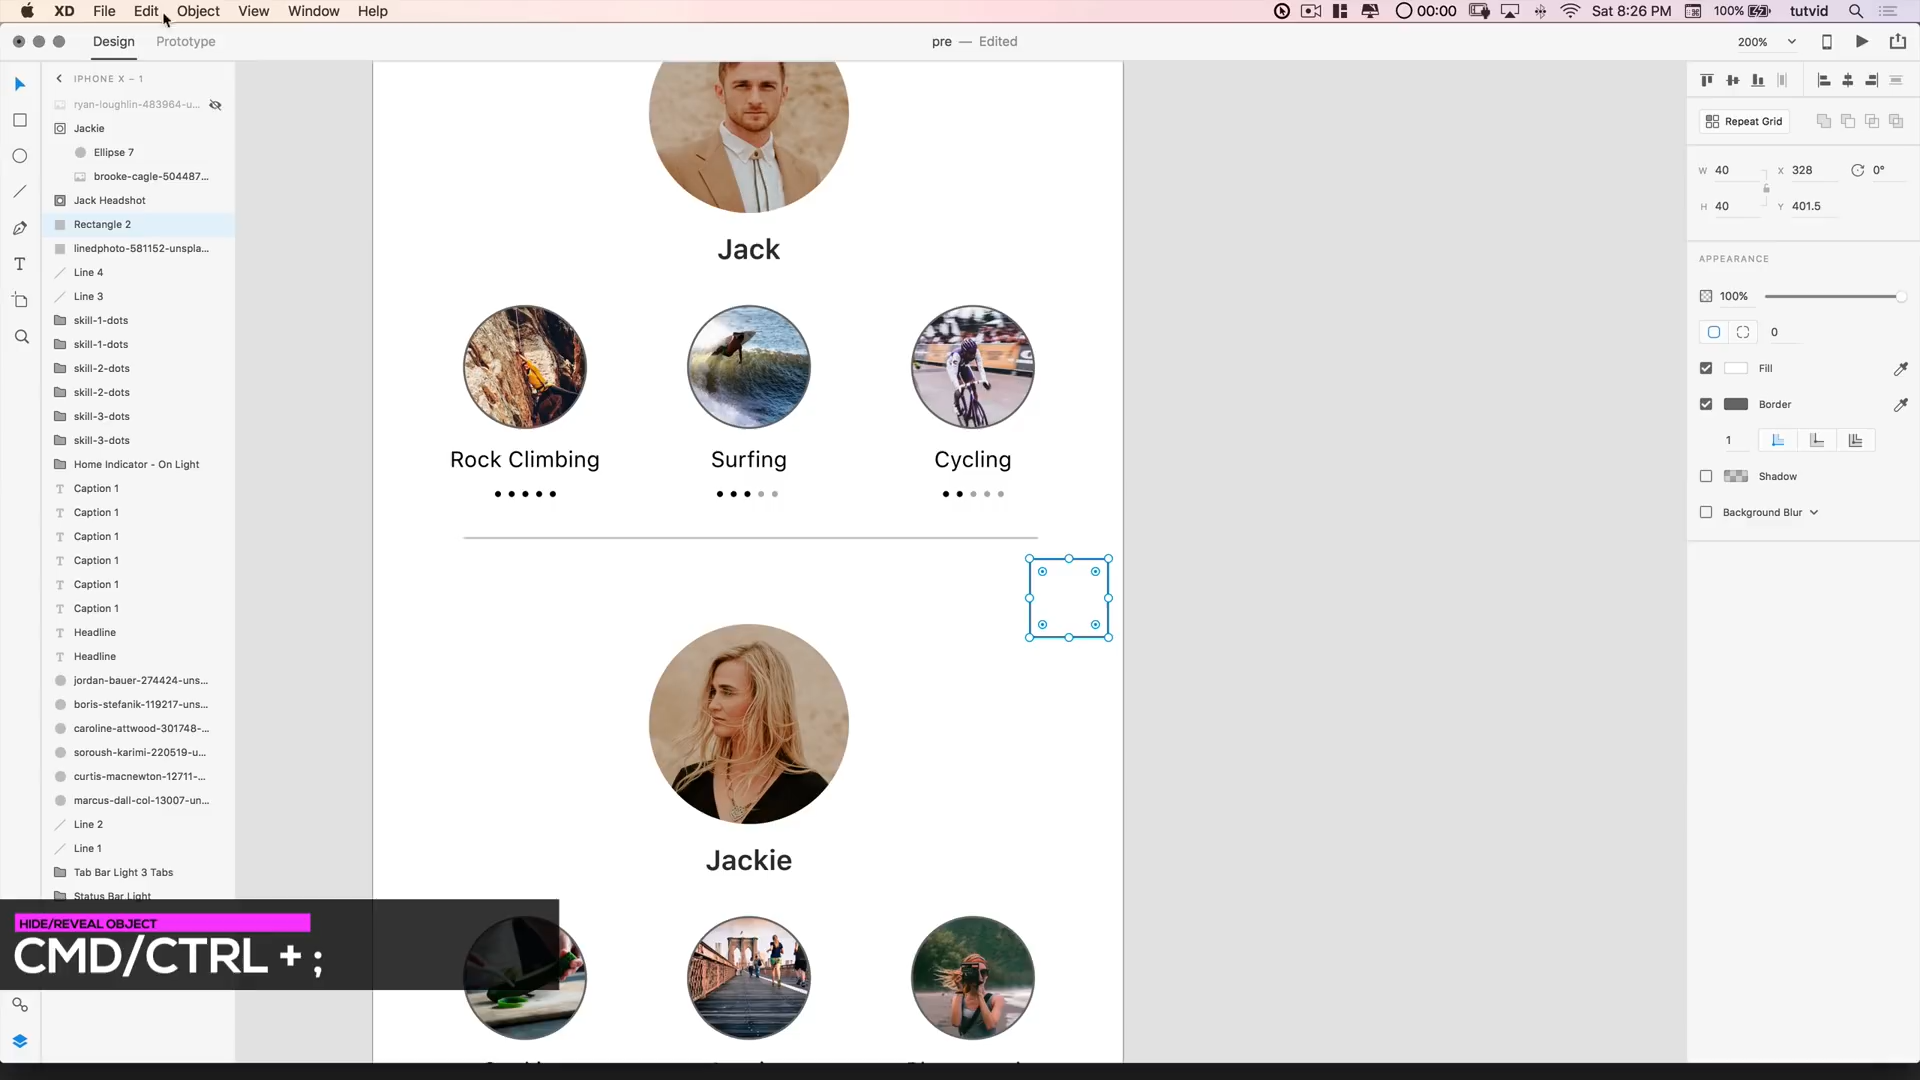 XD File Edit Object View Window Help
00:00 Sat 8:26 PM 100% tutvid
Design Prototype
pre — Edited
200%
IPHONE X – 1
ryan-loughlin-483964-u...
Jackie
Ellipse 7
brooke-cagle-504487...
Jack Headshot
Rectangle 2
linedphoto-581152-unspla...
Line 4
Line 3
skill-1-dots
skill-1-dots
skill-2-dots
skill-2-dots
skill-3-dots
skill-3-dots
Home Indicator - On Light
T Caption 1
T Caption 1
T Caption 1
T Caption 1
T Caption 1
T Caption 1
T Headline
T Headline
jordan-bauer-274424-uns...
boris-stefanik-119217-uns...
caroline-attwood-301748-...
soroush-karimi-220519-u...
curtis-macnewton-12711-...
marcus-dall-col-13007-un...
Line 2
Line 1
Tab Bar Light 3 Tabs
Status Bar Light
HIDE/REVEAL OBJECT
CMD/CTRL + ;
Jack
Rock Climbing Surfing Cycling
Jackie
Repeat Grid
W 40 X 328 0°
H 40 Y 401.5
APPEARANCE
100%
0
Fill
Border
1
Shadow
Background Blur